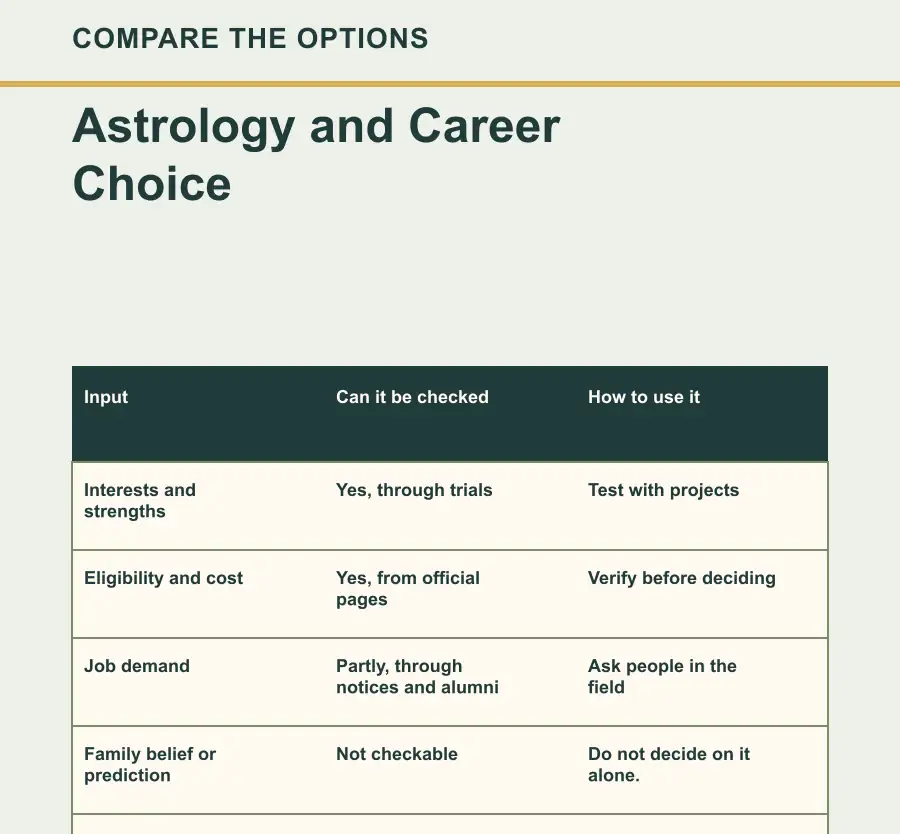 COMPARE THE OPTIONS
Astrology and Career
Choice
Input
Can it be checked
How to use it
Interests and
strengths
Yes, through trials
Test with projects
Eligibility and cost
Yes, from official
pages
Verify before deciding
Job demand
Partly, through
notices and alumni
Ask people in the
field
Family belief or
prediction
Not checkable
Do not decide on it
alone.